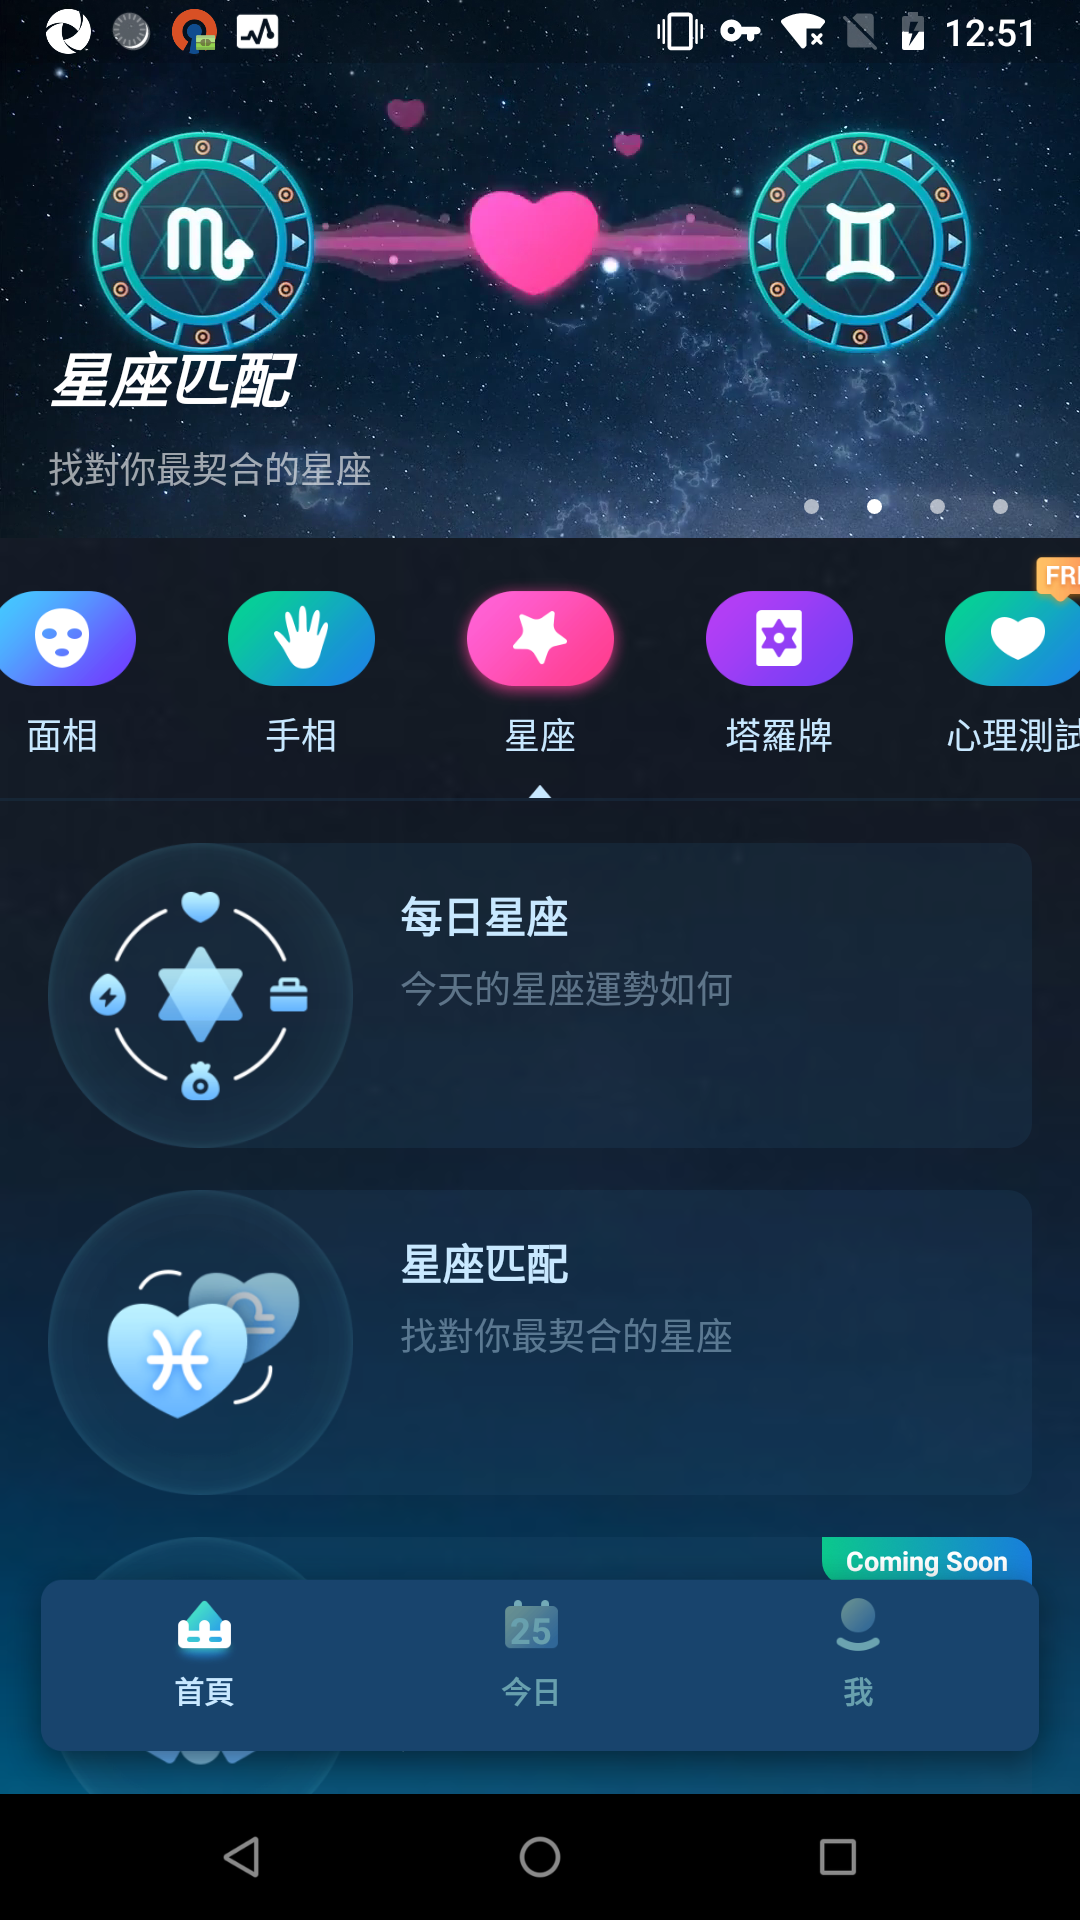 12:51
星座匹配
找對你最契合的星座
面相
手相
星座
塔羅牌
心理測試
每日星座
今天的星座運勢如何
星座匹配
找對你最契合的星座
Coming Soon
25
首頁
今日
我